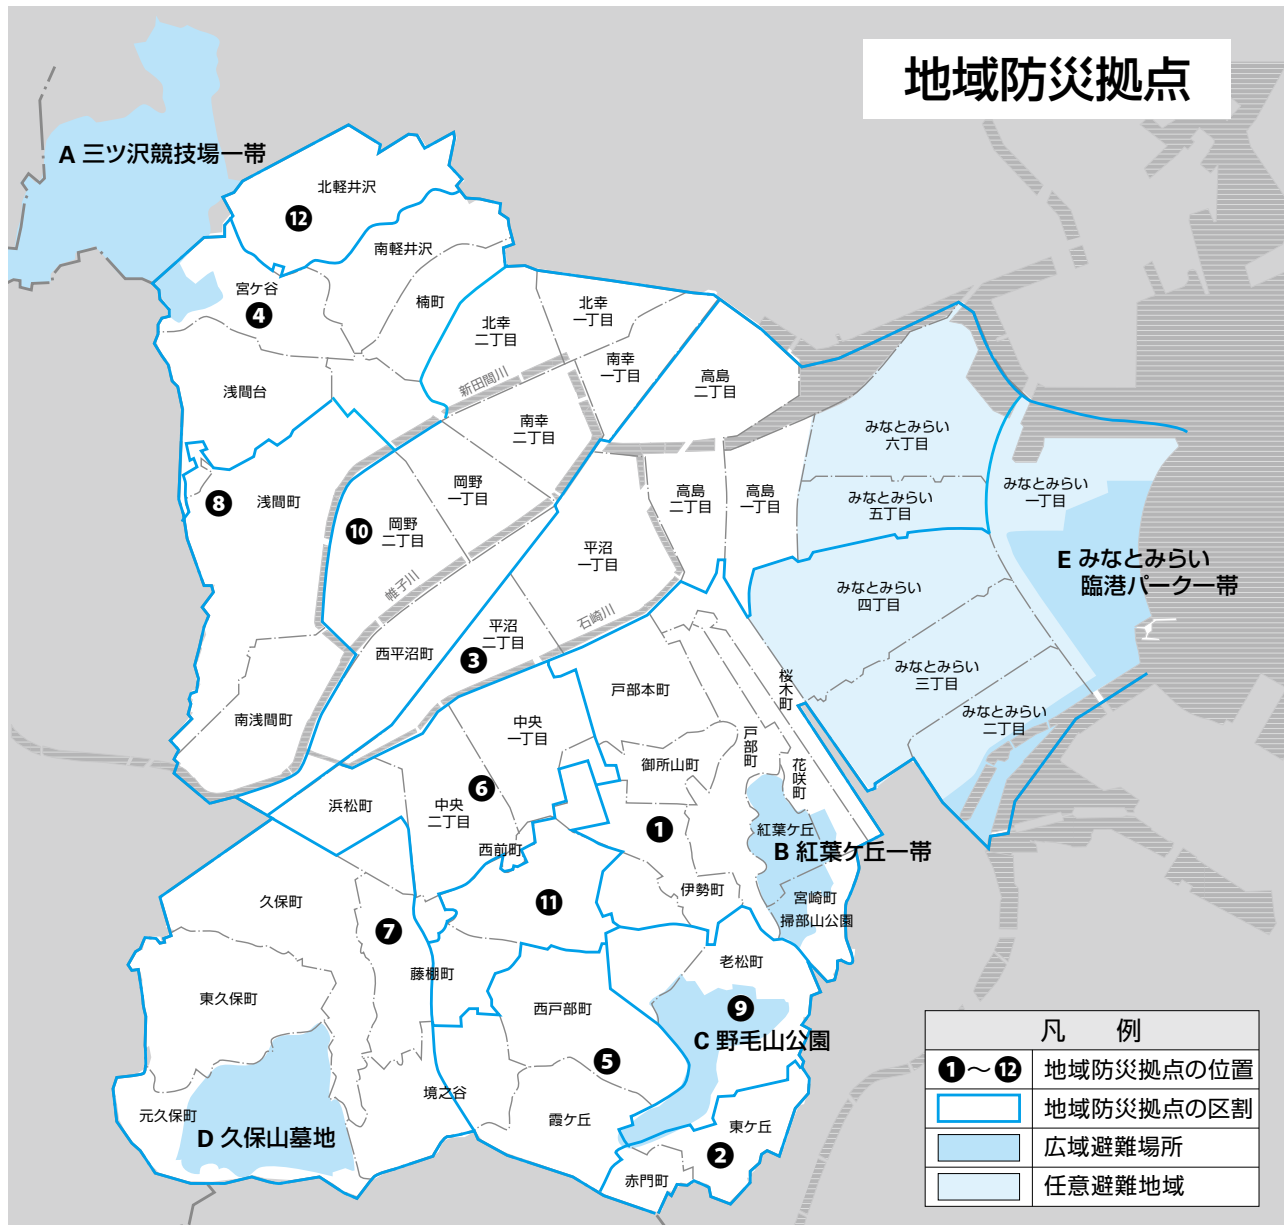 地域防災拠点
A 三ツ沢競技場一帯
北軽井沢
⓬
南軽井沢
宮ケ谷
❹
楠町
北幸
一丁目
北幸
二丁目
南幸
一丁目
新田間川
高島
二丁目
浅間台
南幸
二丁目
みなとみらい
六丁目
岡野
一丁目
高島
二丁目
高島
一丁目
みなとみらい
五丁目
みなとみらい
一丁目
❽
浅間町
❿
岡野
二丁目
平沼
一丁目
E みなとみらい
臨港パーク一帯
帷子川
石崎川
みなとみらい
四丁目
平沼
二丁目
❸
西平沼町
みなとみらい
三丁目
戸部本町
桜木町
みなとみらい
二丁目
南浅間町
中央
一丁目
戸部町
御所山町
花咲町
浜松町
中央
二丁目
❻
西前町
❶
紅葉ケ丘
B 紅葉ケ丘一帯
久保町
⓫
伊勢町
宮崎町
掃部山公園
❼
藤棚町
老松町
東久保町
西戸部町
❾
C 野毛山公園
❺
境之谷
元久保町
D 久保山墓地
霞ケ丘
東ケ丘
❷
赤門町
凡 例
❶～⓬ 地域防災拠点の位置
地域防災拠点の区割
広域避難場所
任意避難地域